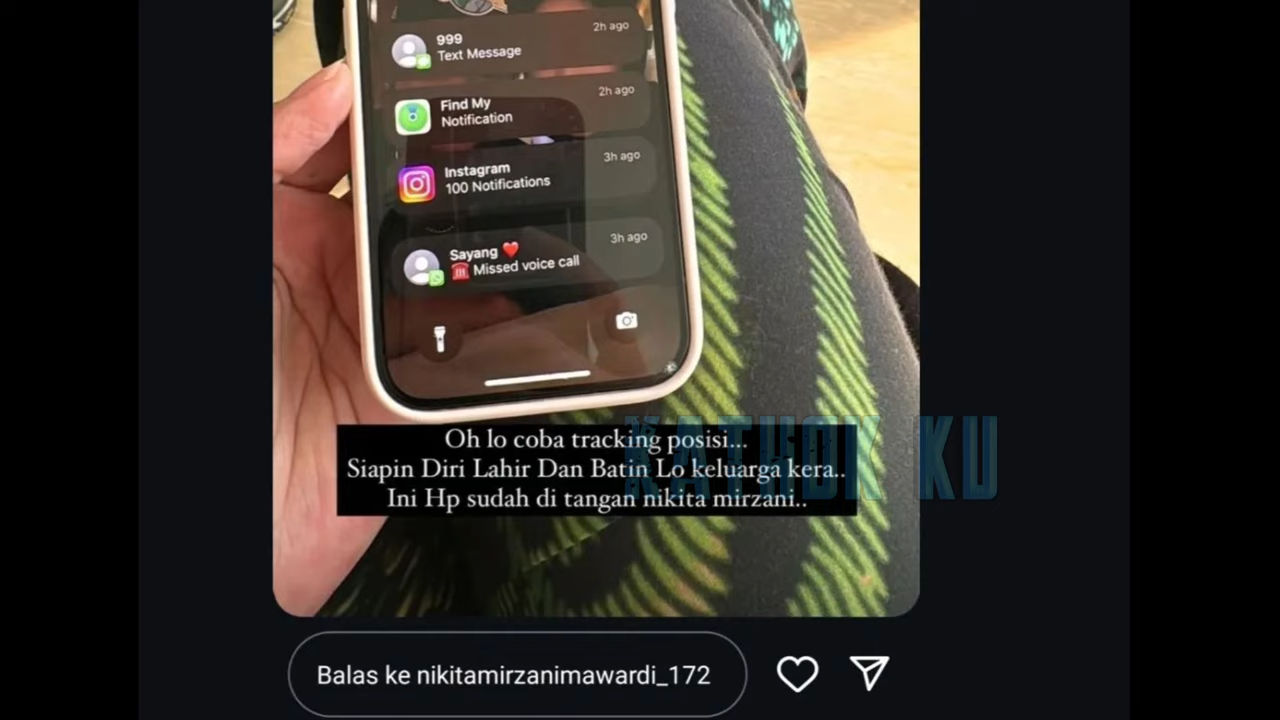 999
2h ago
Text Message
Find My
2h ago
Notification
Instagram
3h ago
100 Notifications
Sayang ❤️
3h ago
☎️ Missed voice call
Oh lo coba tracking posisi...
Siapin Diri Lahir Dan Batin Lo keluarga kera..
Ini Hp sudah di tangan nikita mirzani..
KATHOK KU
Balas ke nikitamirzanimawardi_172